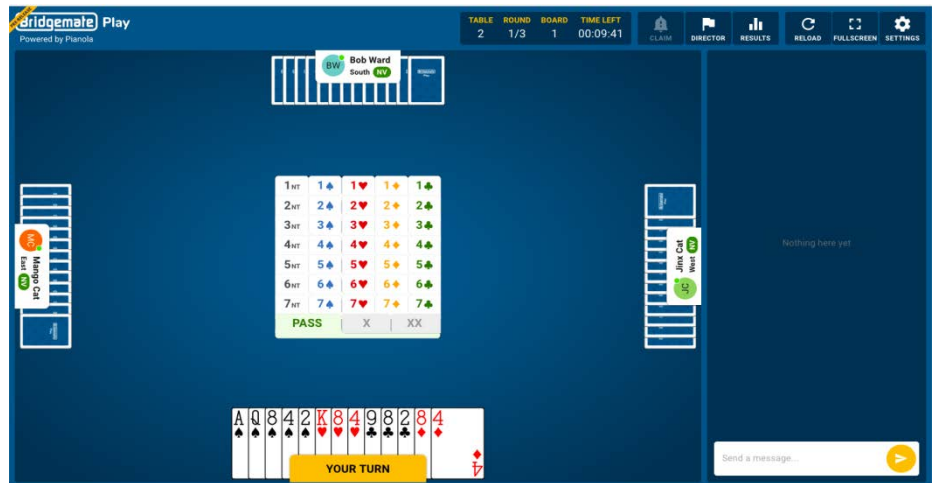 Bridgemate Play
Powered by Pianola
TABLE ROUND BOARD TIME LEFT
2 1/3 1 00:09:41
CLAIM DIRECTOR RESULTS RELOAD FULLSCREEN SETTINGS
BW Bob Ward
South NV
MC Mango Cat
East NV
Jinx Cat
West NV
JC
1NT 1♠ 1♥ 1♦ 1♣
2NT 2♠ 2♥ 2♦ 2♣
3NT 3♠ 3♥ 3♦ 3♣
4NT 4♠ 4♥ 4♦ 4♣
5NT 5♠ 5♥ 5♦ 5♣
6NT 6♠ 6♥ 6♦ 6♣
7NT 7♠ 7♥ 7♦ 7♣
PASS X XX
Nothing here yet
A Q 8 4 2 K 8 4 9 8 2 8 4
♠ ♠ ♠ ♠ ♠ ♥ ♥ ♥ ♣ ♣ ♣ ♦ ♦
YOUR TURN
♦
4
Send a message...